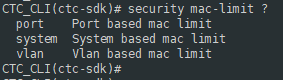 CTC_CLI(ctc-sdk)# security mac-limit ?
  port    Port based mac limit
  system  System based mac limit
  vlan    Vlan based mac limit
CTC_CLI(ctc-sdk)#